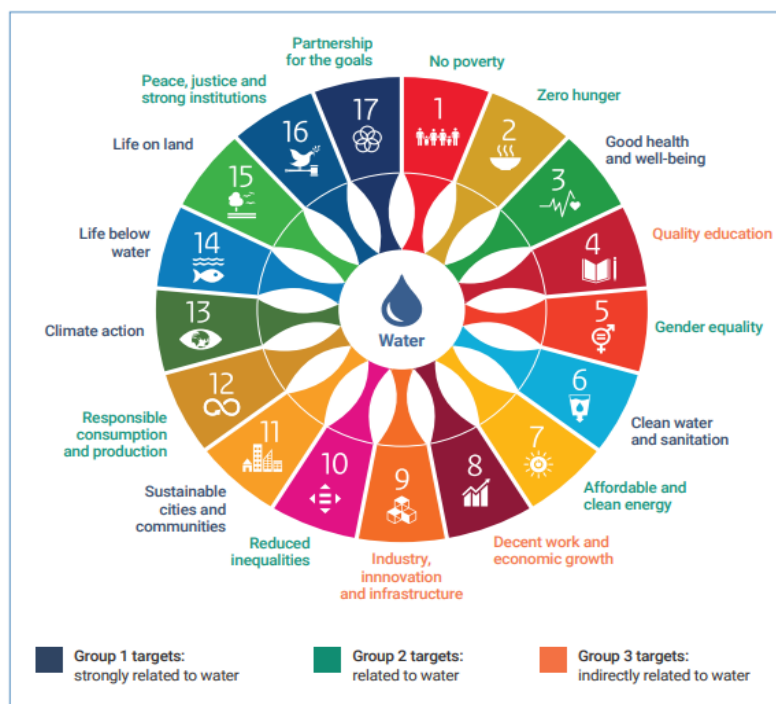 Partnership
for the goals
17
No poverty
1
Zero hunger
2
Good health
and well-being
3
Quality education
4
Gender equality
5
Clean water
and sanitation
6
Affordable and
clean energy
7
Decent work and
economic growth
8
Industry,
innnovation
and infrastructure
9
Reduced
inequalities
10
Sustainable
cities and
communities
11
Responsible
consumption
and production
12
Climate action
13
Life below
water
14
Life on land
15
Peace, justice and
strong institutions
16
Water
Group 1 targets:
strongly related to water
Group 2 targets:
related to water
Group 3 targets:
indirectly related to water